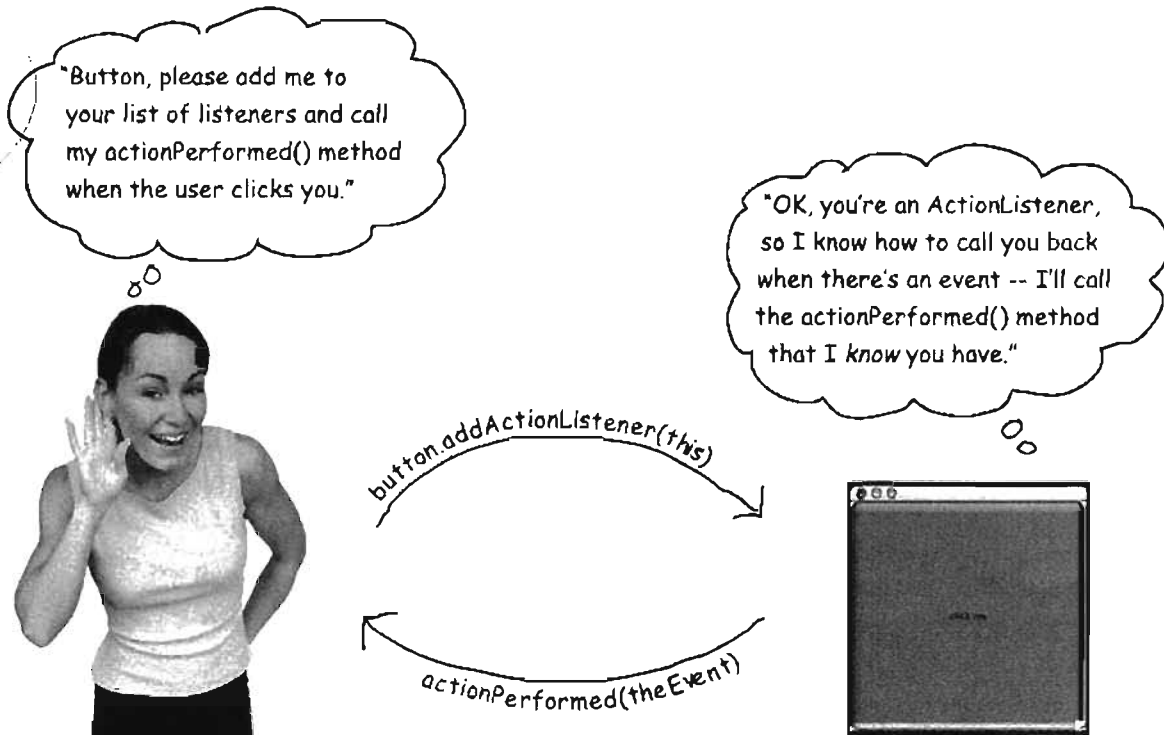 "Button, please add me to
your list of listeners and call
my actionPerformed() method
when the user clicks you."
"OK, you're an ActionListener,
so I know how to call you back
when there's an event -- I'll call
the actionPerformed() method
that I know you have."
button.addActionListener(this)
actionPerformed(theEvent)